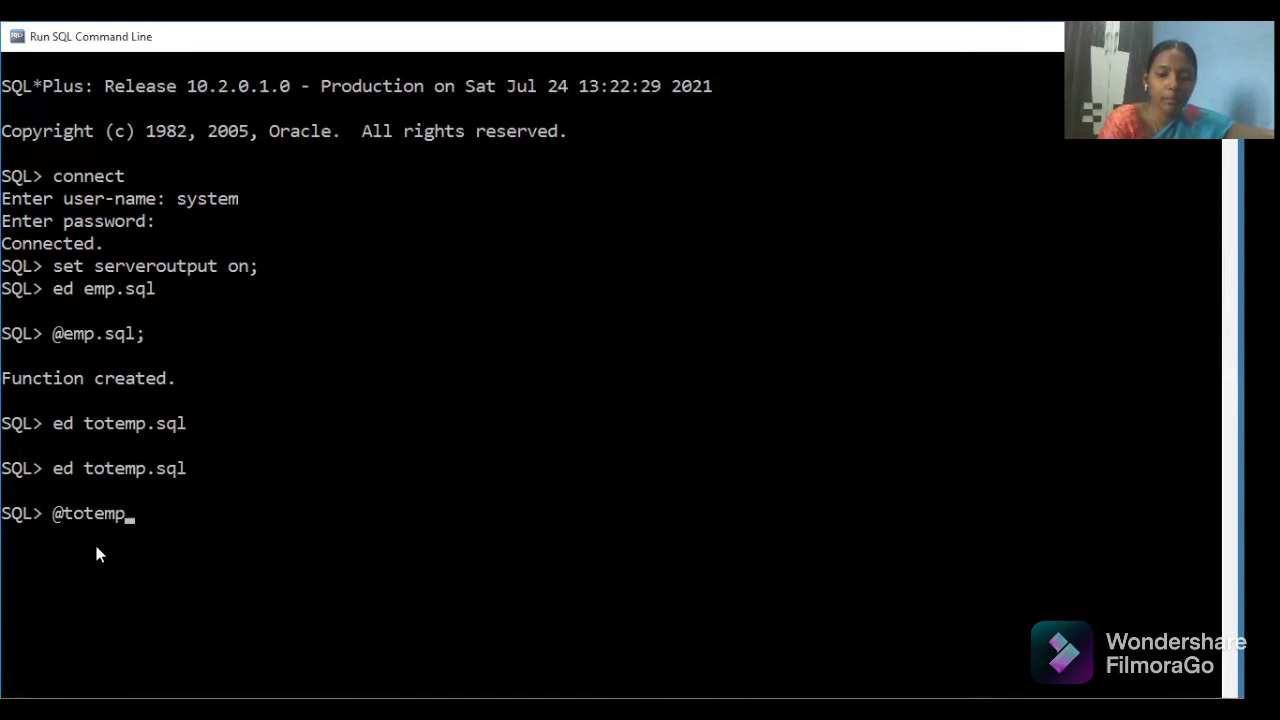 Run SQL Command Line
SQL*Plus: Release 10.2.0.1.0 - Production on Sat Jul 24 13:22:29 2021
Copyright (c) 1982, 2005, Oracle.  All rights reserved.
SQL> connect
Enter user-name: system
Enter password:
Connected.
SQL> set serveroutput on;
SQL> ed emp.sql
SQL> @emp.sql;
Function created.
SQL> ed totemp.sql
SQL> ed totemp.sql
SQL> @totemp_
Wondershare
FilmoraGo